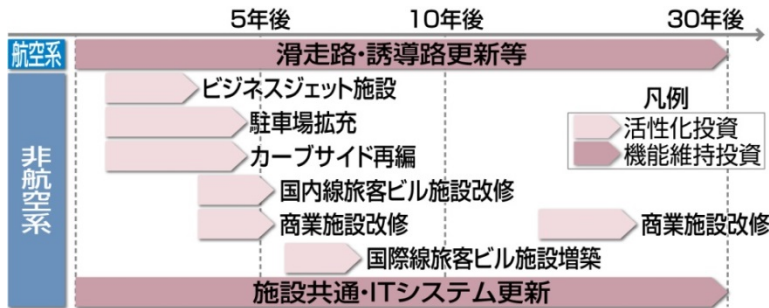 5年後 10年後 30年後
航空系 滑走路・誘導路更新等
ビジネスジェット施設
凡例
駐車場拡充
活性化投資
カーブサイド再編
機能維持投資
非航空系
国内線旅客ビル施設改修
商業施設改修 商業施設改修
国際線旅客ビル施設増築
施設共通・ITシステム更新